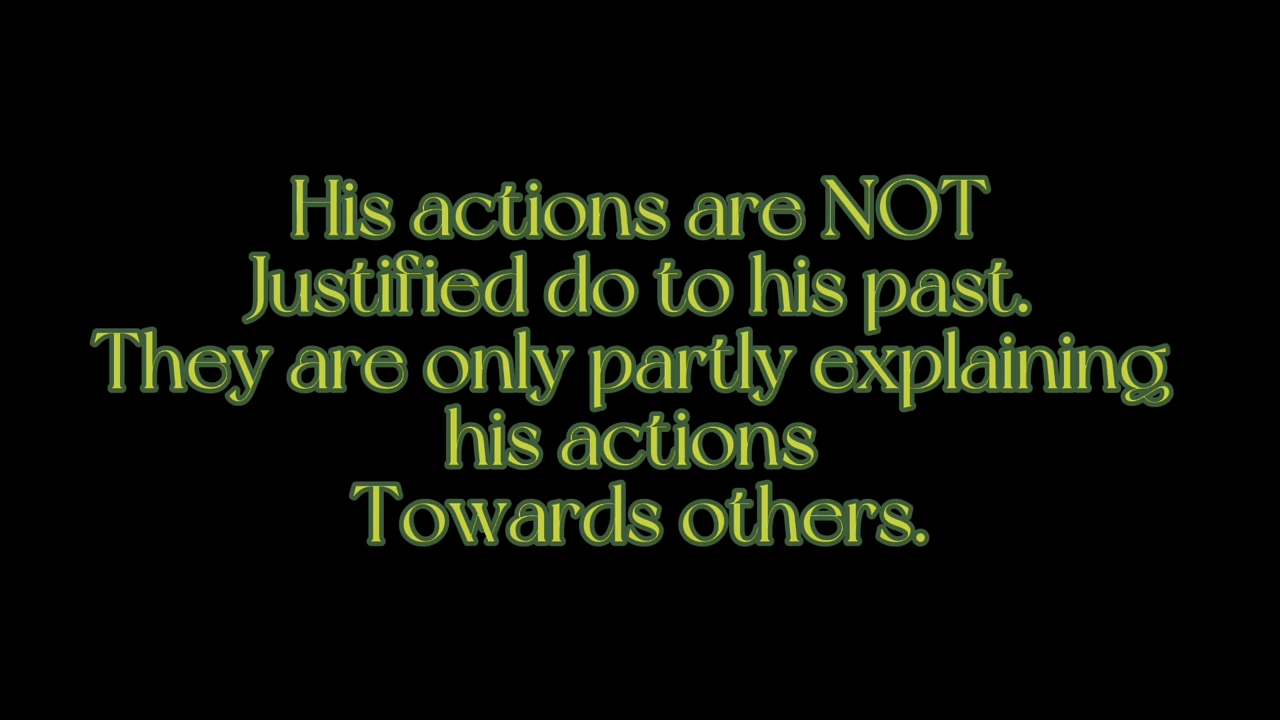 His actions are NOT
Justified do to his past.
They are only partly explaining
his actions
Towards others.